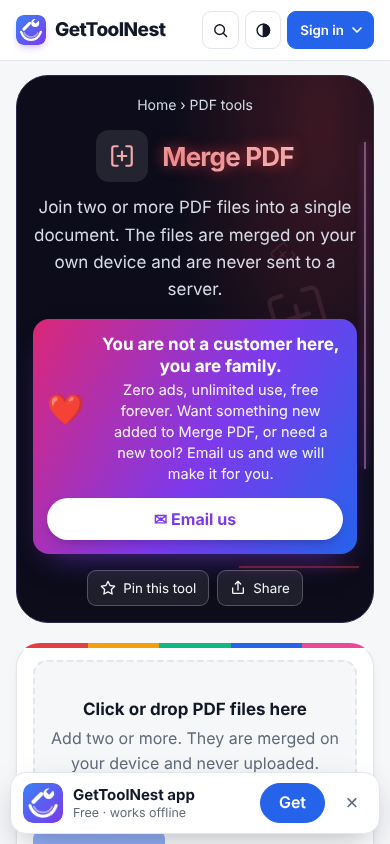 GetToolNest
Sign in
Home › PDF tools
Merge PDF
Join two or more PDF files into a single
document. The files are merged on your
own device and are never sent to a
server.
You are not a customer here,
you are family.
Zero ads, unlimited use, free
forever. Want something new
added to Merge PDF, or need a
new tool? Email us and we will
make it for you.
✉ Email us
Pin this tool
Share
Click or drop PDF files here
Add two or more. They are merged on
your device and never uploaded.
GetToolNest app
Free · works offline
Get